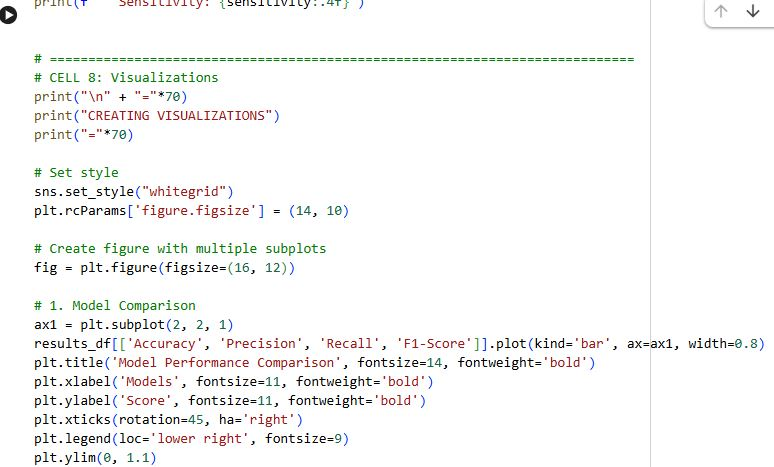 print(f"    Sensitivity: {sensitivity:.4f}")
# ============================================================================
# CELL 8: Visualizations
print("\n" + "="*70)
print("CREATING VISUALIZATIONS")
print("="*70)
# Set style
sns.set_style("whitegrid")
plt.rcParams['figure.figsize'] = (14, 10)
# Create figure with multiple subplots
fig = plt.figure(figsize=(16, 12))
# 1. Model Comparison
ax1 = plt.subplot(2, 2, 1)
results_df[['Accuracy', 'Precision', 'Recall', 'F1-Score']].plot(kind='bar', ax=ax1, width=0.8)
plt.title('Model Performance Comparison', fontsize=14, fontweight='bold')
plt.xlabel('Models', fontsize=11, fontweight='bold')
plt.ylabel('Score', fontsize=11, fontweight='bold')
plt.xticks(rotation=45, ha='right')
plt.legend(loc='lower right', fontsize=9)
plt.ylim(0, 1.1)